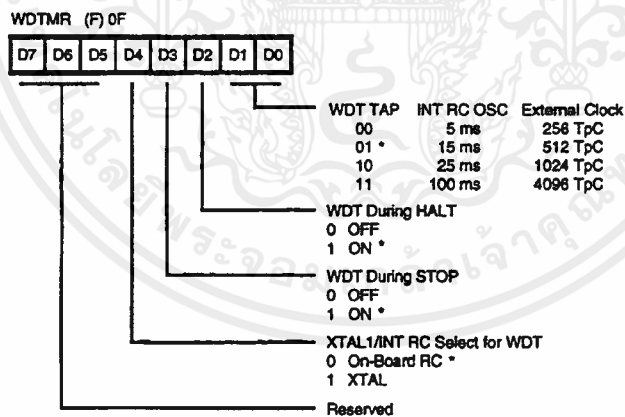 WDTMR (F) 0F
D7 D6 D5 D4 D3 D2 D1 D0
WDT TAP INT RC OSC External Clock
00 5 ms 256 TpC
01 * 15 ms 512 TpC
10 25 ms 1024 TpC
11 100 ms 4096 TpC
WDT During HALT
0 OFF
1 ON *
WDT During STOP
0 OFF
1 ON *
XTAL1/INT RC Select for WDT
0 On-Board RC *
1 XTAL
Reserved